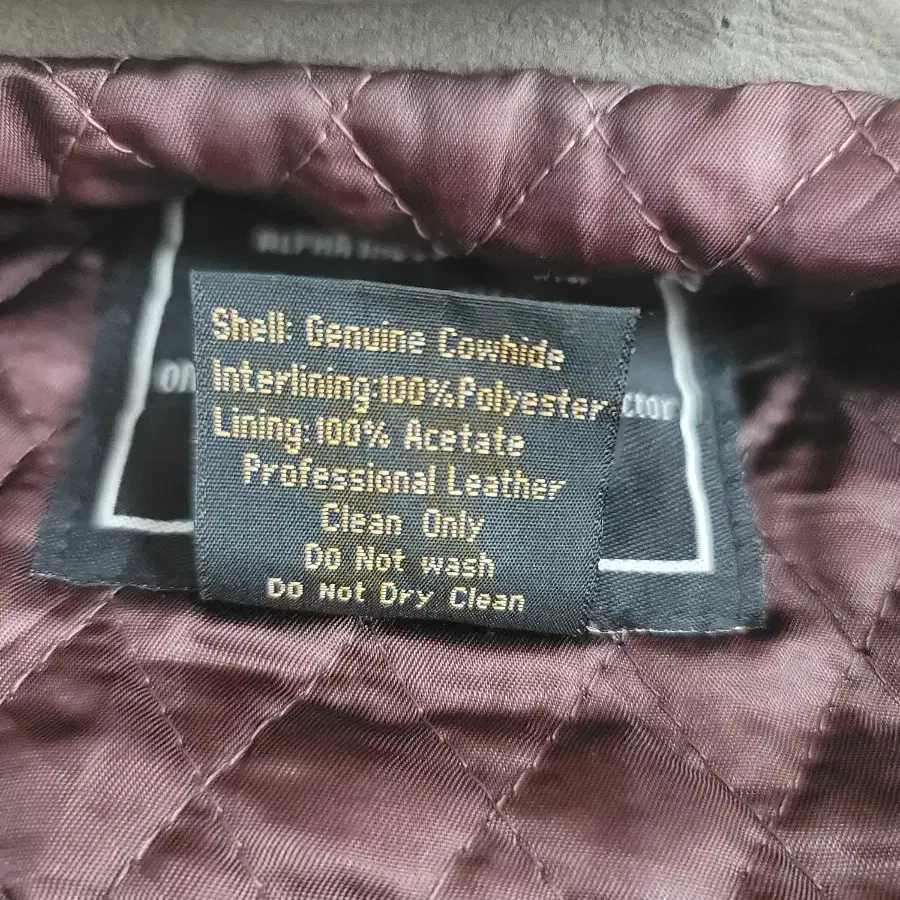 ALPHA
Shell: Genuine Cowhide
Interlining:100%Polyester
Lining: 100% Acetate
Professional Leather
Clean Only
DO Not wash
DO Not Dry Clean